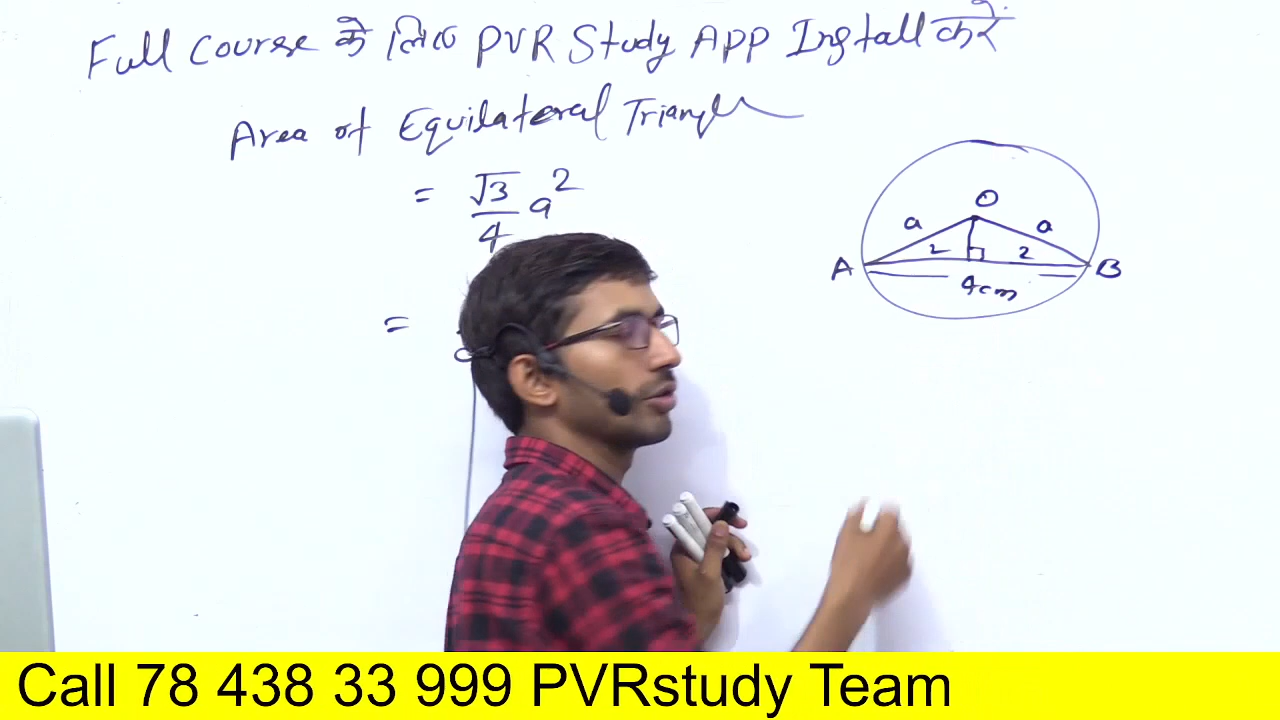 Full Course के लिए PVR Study APP Install करे
Area of Equilateral Triangle
= √3/4 a²
=
O
a a
2 2
A B
4cm
Call 78 438 33 999 PVRstudy Team